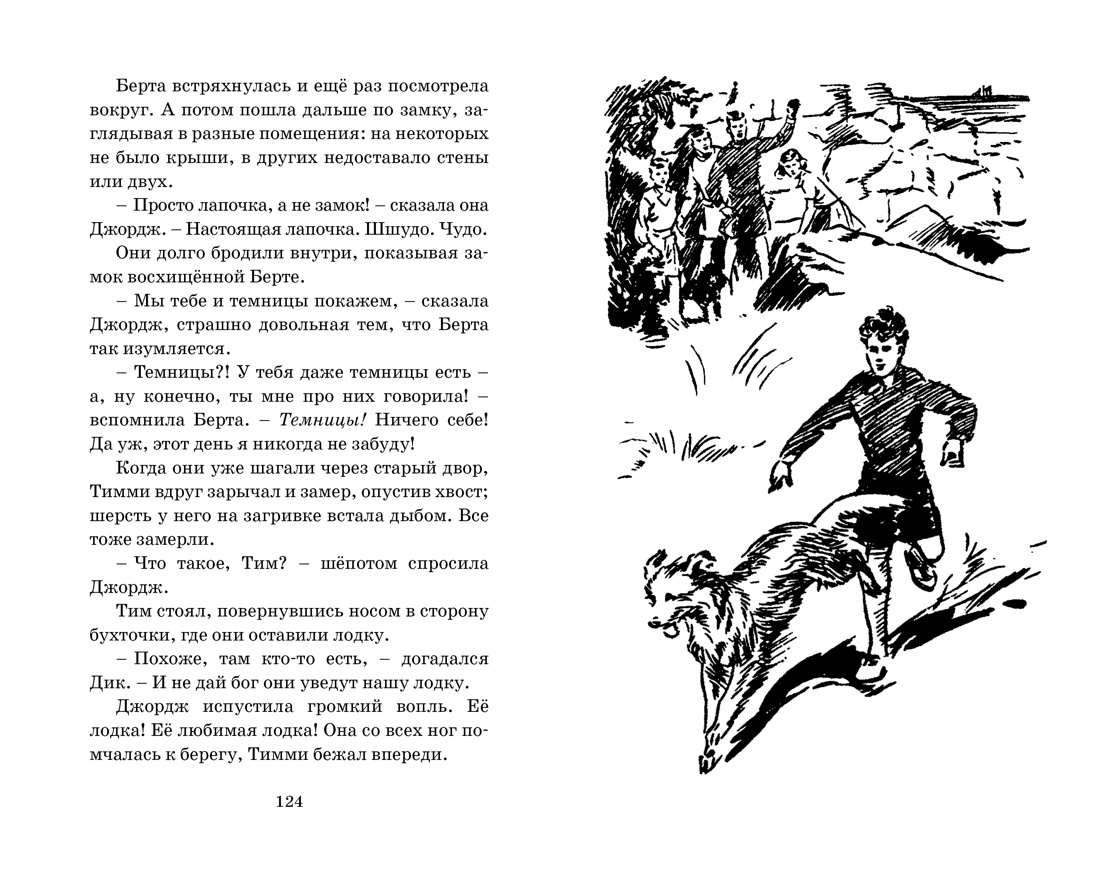 Берта встряхнулась и ещё раз посмотрела
вокруг. А потом пошла дальше по замку, за-
глядывая в разные помещения: на некоторых
не было крыши, в других недоставало стены
или двух.
– Просто лапочка, а не замок! – сказала она
Джордж. – Настоящая лапочка. Шшудо. Чудо.
Они долго бродили внутри, показывая за-
мок восхищённой Берте.
– Мы тебе и темницы покажем, – сказала
Джордж, страшно довольная тем, что Берта
так изумляется.
– Темницы?! У тебя даже темницы есть –
а, ну конечно, ты мне про них говорила! –
вспомнила Берта. – Темницы! Ничего себе!
Да уж, этот день я никогда не забуду!
Когда они уже шагали через старый двор,
Тимми вдруг зарычал и замер, опустив хвост;
шерсть у него на загривке встала дыбом. Все
тоже замерли.
– Что такое, Тим? – шёпотом спросила
Джордж.
Тим стоял, повернувшись носом в сторону
бухточки, где они оставили лодку.
– Похоже, там кто-то есть, – догадался
Дик. – И не дай бог они уведут нашу лодку.
Джордж испустила громкий вопль. Её
лодка! Её любимая лодка! Она со всех ног по-
мчалась к берегу, Тимми бежал впереди.
124